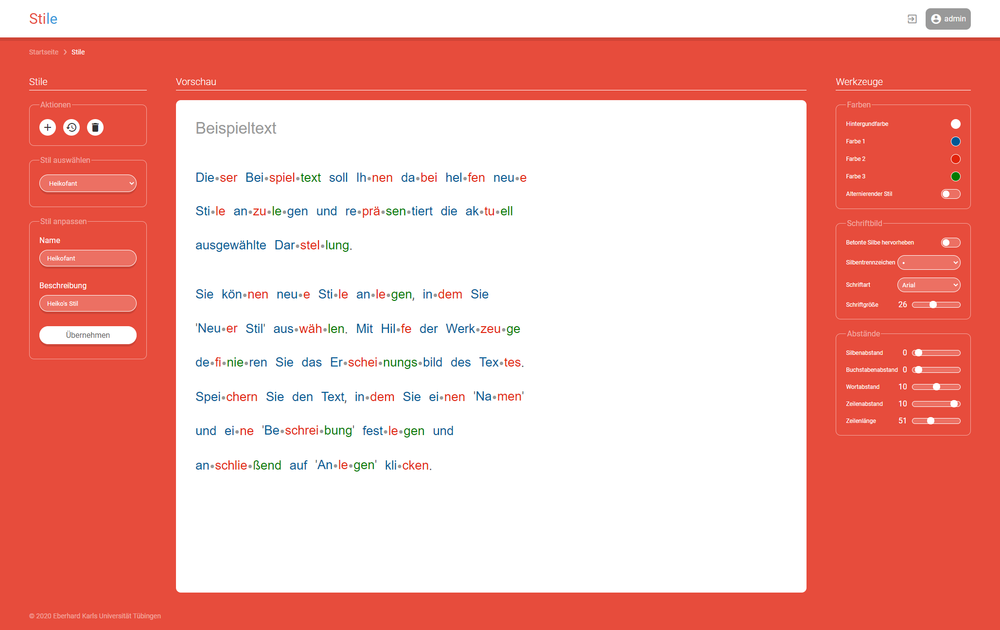 Stile
admin
Startseite > Stile
Stile
Aktionen
Stil auswählen
Heikofant
Stil anpassen
Name
Heikofant
Beschreibung
Heiko's Stil
Übernehmen
Vorschau
Beispieltext
Die•ser Bei•spiel•text soll Ih•nen da•bei hel•fen neu•e
Sti•le an•zu•le•gen und re•prä•sen•tiert die ak•tu•ell
ausgewählte Dar•stel•lung.
Sie kön•nen neu•e Sti•le an•le•gen, in•dem Sie
'Neu•er Stil' aus•wäh•len. Mit Hil•fe der Werk•zeu•ge
de•fi•nie•ren Sie das Er•schei•nungs•bild des Tex•tes.
Spei•chern Sie den Text, in•dem Sie ei•nen 'Na•men'
und ei•ne 'Be•schrei•bung' fest•le•gen und
an•schlie•ßend auf 'An•le•gen' kli•cken.
Werkzeuge
Farben
Hintergundfarbe
Farbe 1
Farbe 2
Farbe 3
Alternierender Stil
Schriftbild
Betonte Silbe hervorheben
Silbentrennzeichen •
Schriftart Arial
Schriftgröße 26
Abstände
Silbenabstand 0
Buchstabenabstand 0
Wortabstand 10
Zeilenabstand 10
Zeilenlänge 51
© 2020 Eberhard Karls Universität Tübingen